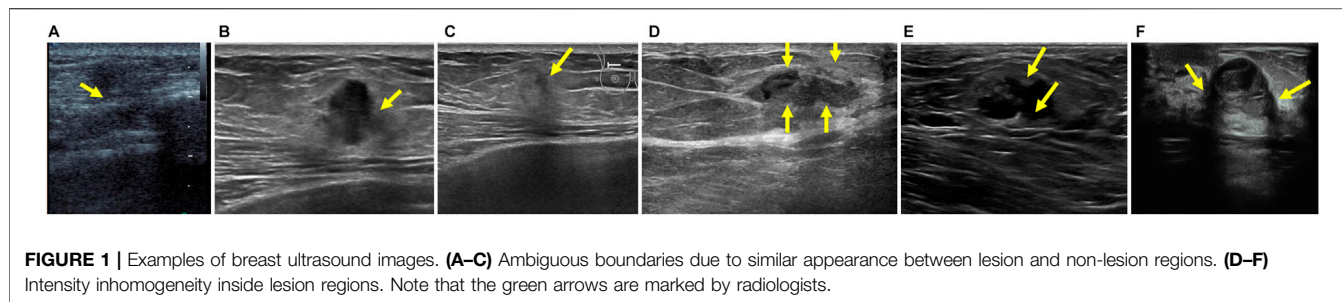 A B C D E F
FIGURE 1 | Examples of breast ultrasound images. (A–C) Ambiguous boundaries due to similar appearance between lesion and non-lesion regions. (D–F)
Intensity inhomogeneity inside lesion regions. Note that the green arrows are marked by radiologists.